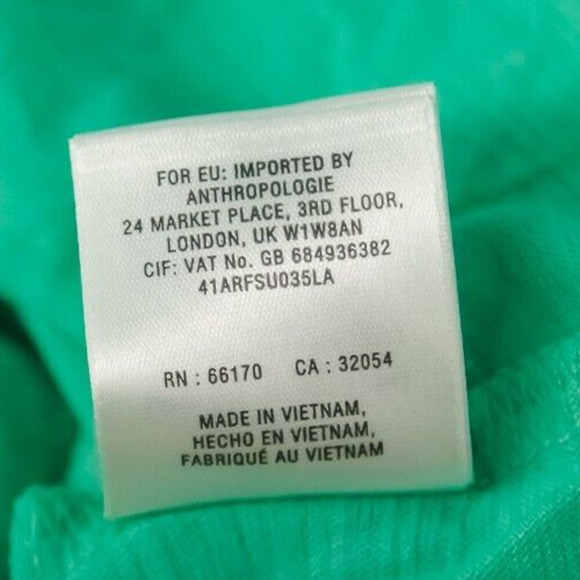 FOR EU: IMPORTED BY
ANTHROPOLOGIE
24 MARKET PLACE, 3RD FLOOR,
LONDON, UK W1W8AN
CIF: VAT No. GB 684936382
41ARFSU035LA
RN : 66170 CA : 32054
MADE IN VIETNAM,
HECHO EN VIETNAM,
FABRIQUÉ AU VIETNAM